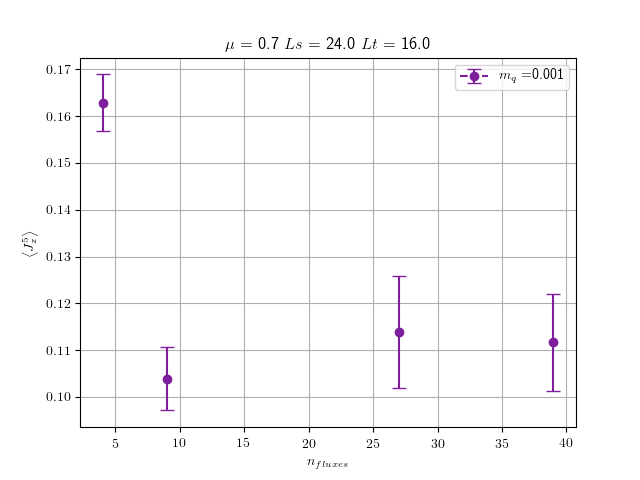 μ = 0.7 Ls = 24.0 Lt = 16.0
m_q =0.001
0.17
0.16
0.15
0.14
0.13
0.12
0.11
0.10
⟨J_z^5⟩
5 10 15 20 25 30 35 40
n_fluxes